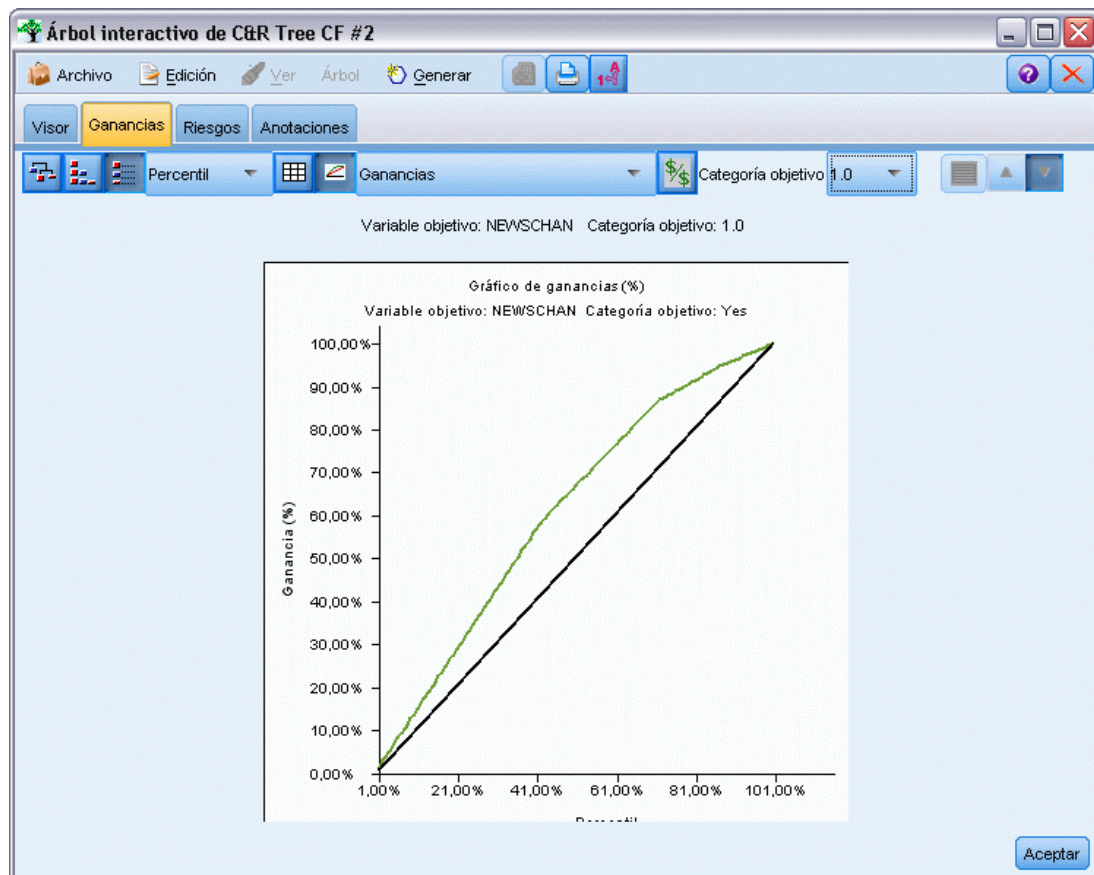 Árbol interactivo de C&R Tree CF #2
Archivo Edición Ver Árbol Generar
Visor Ganancias Riesgos Anotaciones
Percentil Ganancias Categoría objetivo 1.0
Variable objetivo: NEWSCHAN Categoría objetivo: 1.0
Gráfico de ganancias (%)
Variable objetivo: NEWSCHAN Categoría objetivo: Yes
100,00%
90,00%
80,00%
70,00%
60,00%
50,00%
40,00%
30,00%
20,00%
10,00%
0,00%
Ganancia (%)
1,00% 21,00% 41,00% 61,00% 81,00% 101,00%
Percentil
Aceptar